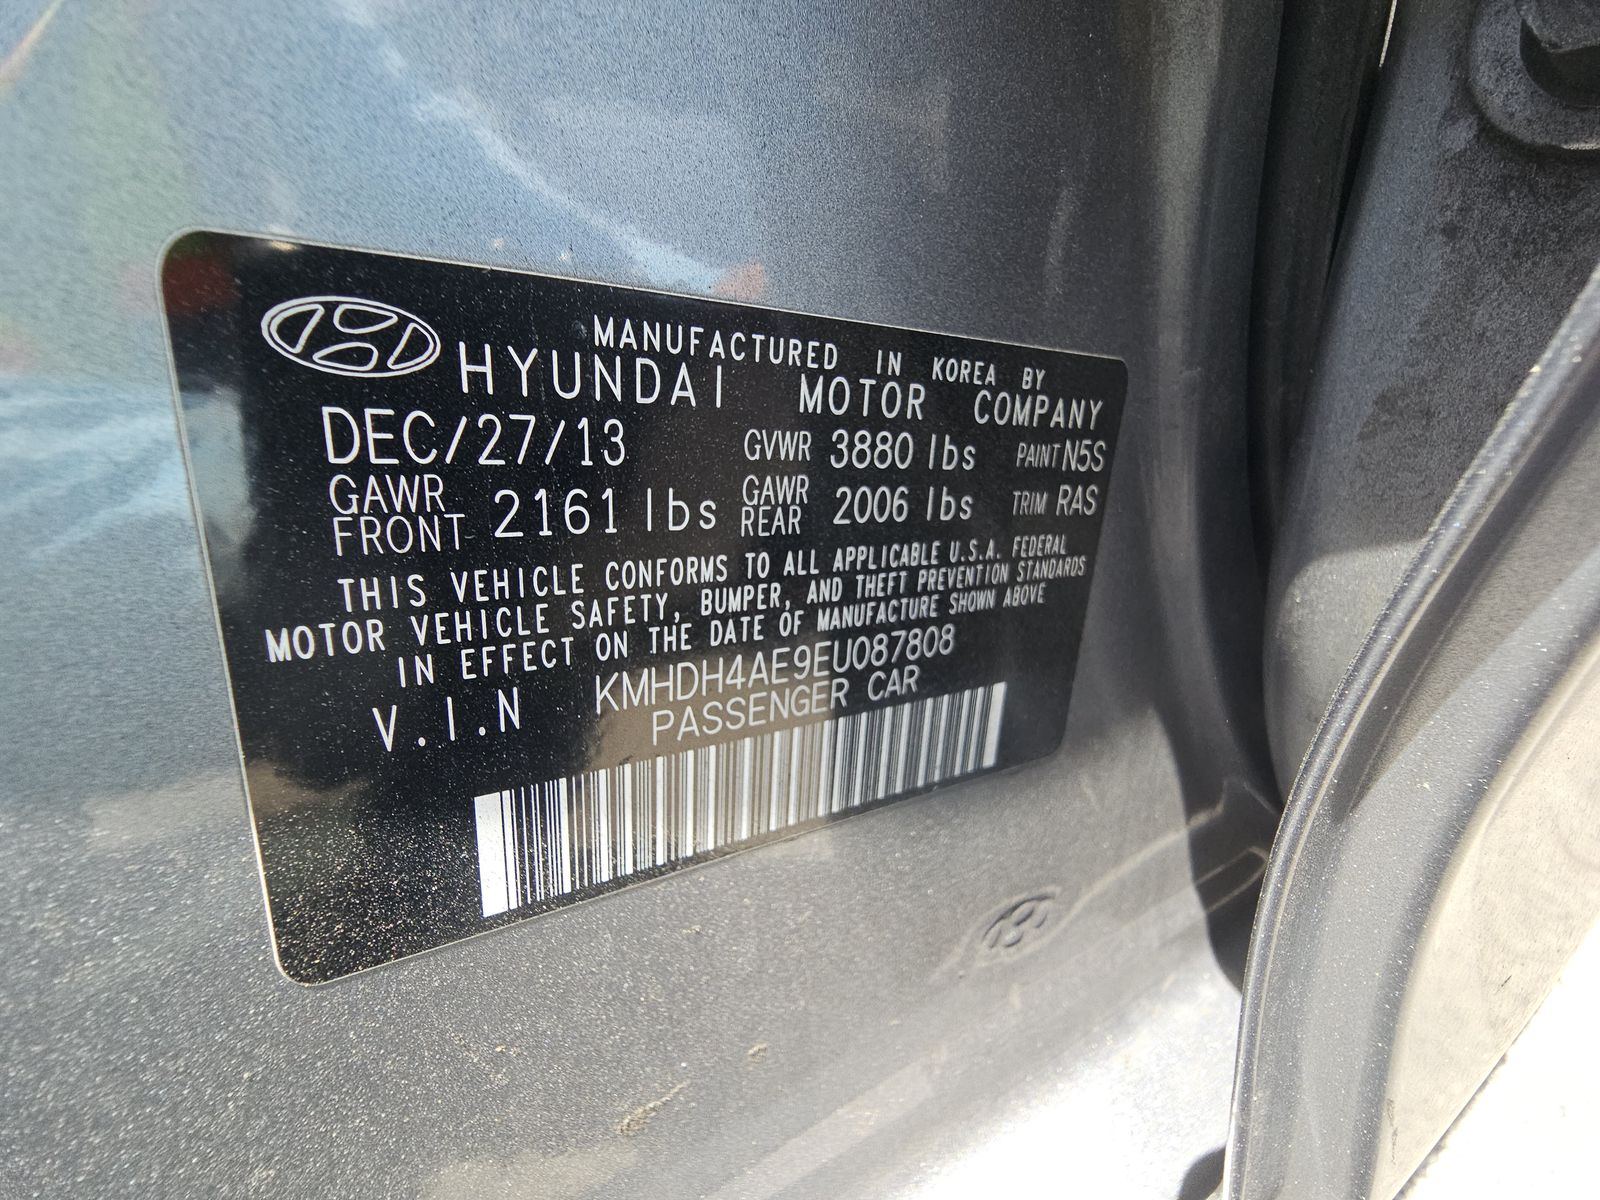 MANUFACTURED IN KOREA BY
HYUNDAI MOTOR COMPANY
DEC/27/13 GVWR 3880 lbs PAINT N5S
GAWR FRONT 2161 lbs GAWR REAR 2006 lbs TRIM RAS
THIS VEHICLE CONFORMS TO ALL APPLICABLE U.S.A. FEDERAL
MOTOR VEHICLE SAFETY, BUMPER, AND THEFT PREVENTION STANDARDS
IN EFFECT ON THE DATE OF MANUFACTURE SHOWN ABOVE
V.I.N KMHDH4AE9EU087808
PASSENGER CAR